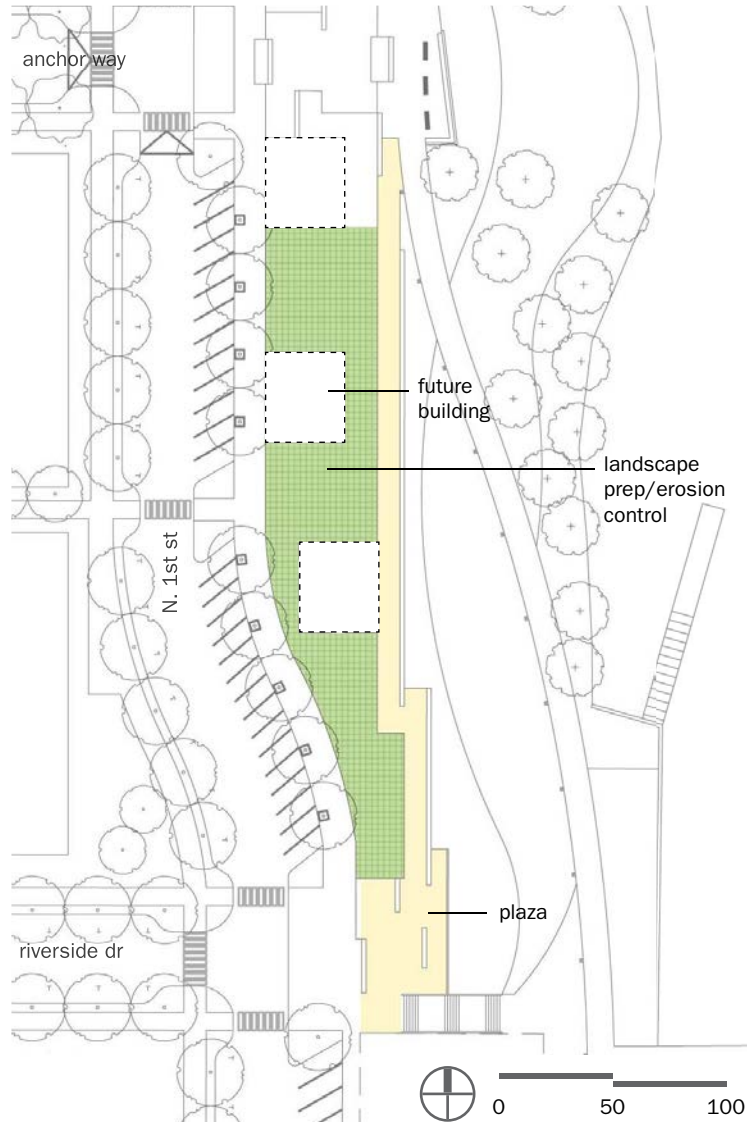 anchor way
future
building
landscape
prep/erosion
control
N. 1st st
plaza
riverside dr
0 50 100